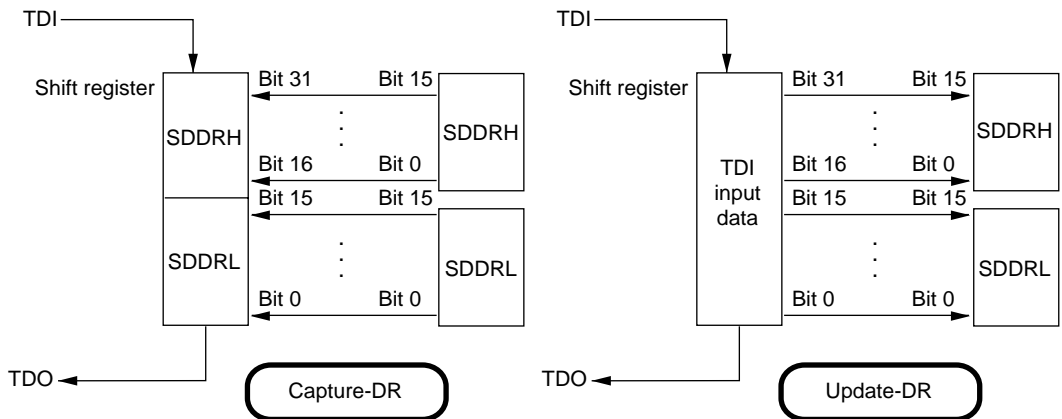 TDI
Shift register
SDDRH
SDDRL
Bit 31 Bit 15
Bit 16 Bit 0
Bit 15 Bit 15
Bit 0 Bit 0
SDDRH
SDDRL
TDO
Capture-DR
TDI
Shift register
TDI
input
data
Bit 31 Bit 15
Bit 16 Bit 0
Bit 15 Bit 15
Bit 0 Bit 0
SDDRH
SDDRL
TDO
Update-DR